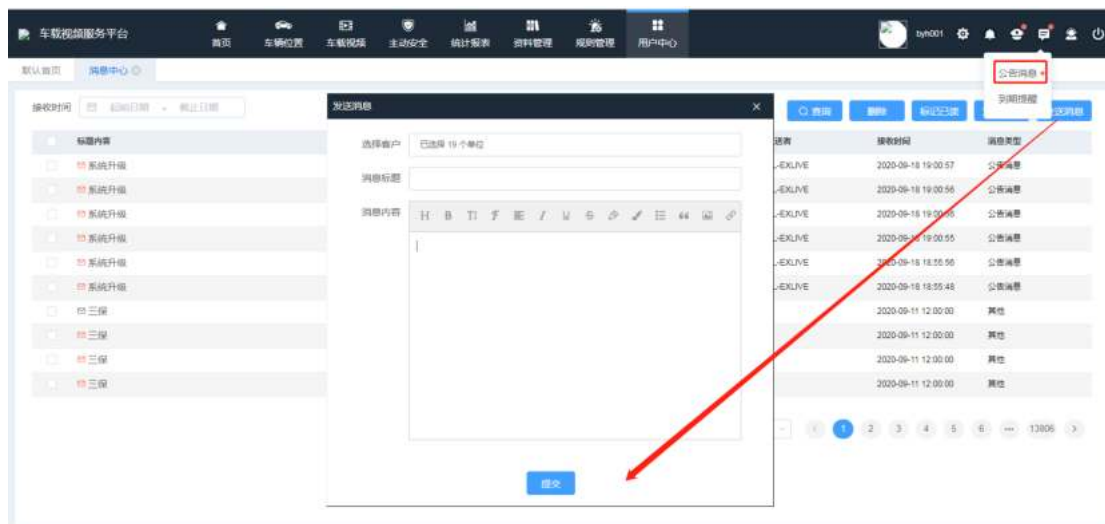 车载视频服务平台
首页 车辆位置 车载视频 主动安全 统计报表 资料管理 规则管理 用户中心
byh001
默认首页 消息中心
公告消息
到期提醒
接收时间 起始日期 - 截止日期
查询 删除 标记已读 发送消息
发送消息
选择客户 已选择 19 个单位
消息标题
消息内容
H B TI F I U S 66
提交
标题内容 接收时间 消息类型
系统升级 -EXLIVE 2020-09-18 19:00:57 公告消息
系统升级 -EXLIVE 2020-09-18 19:00:56 公告消息
系统升级 -EXLIVE 公告消息
系统升级 -EXLIVE 2020-09-18 19:00:55 公告消息
系统升级 -EXLIVE 2020-09-18 18:55:56 公告消息
系统升级 -EXLIVE 2020-09-18 18:55:48 公告消息
三保 2020-09-11 12:00:00 其他
三保 2020-09-11 12:00:00 其他
三保 2020-09-11 12:00:00 其他
三保 2020-09-11 12:00:00 其他
1 2 3 4 5 6 ... 13806